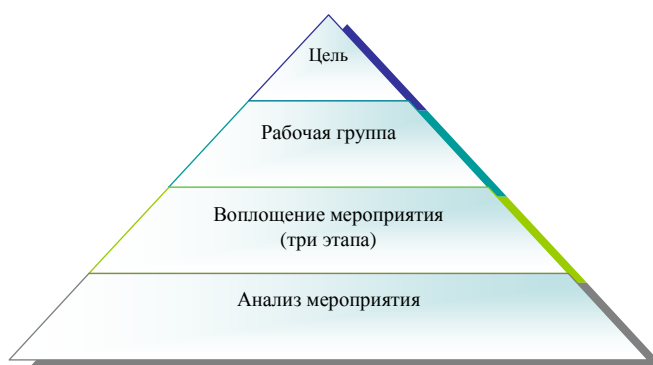 Цель
Рабочая группа
Воплощение мероприятия
(три этапа)
Анализ мероприятия